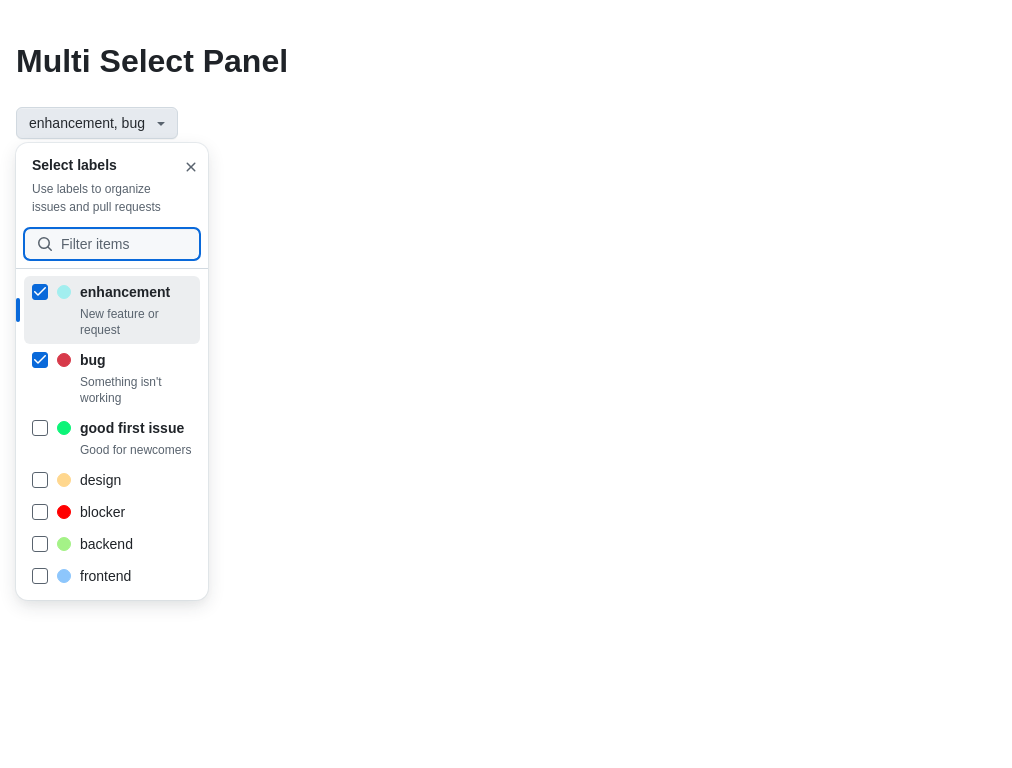 Multi Select Panel
enhancement, bug
Select labels
Use labels to organize
issues and pull requests
Filter items
enhancement
New feature or
request
bug
Something isn't
working
good first issue
Good for newcomers
design
blocker
backend
frontend